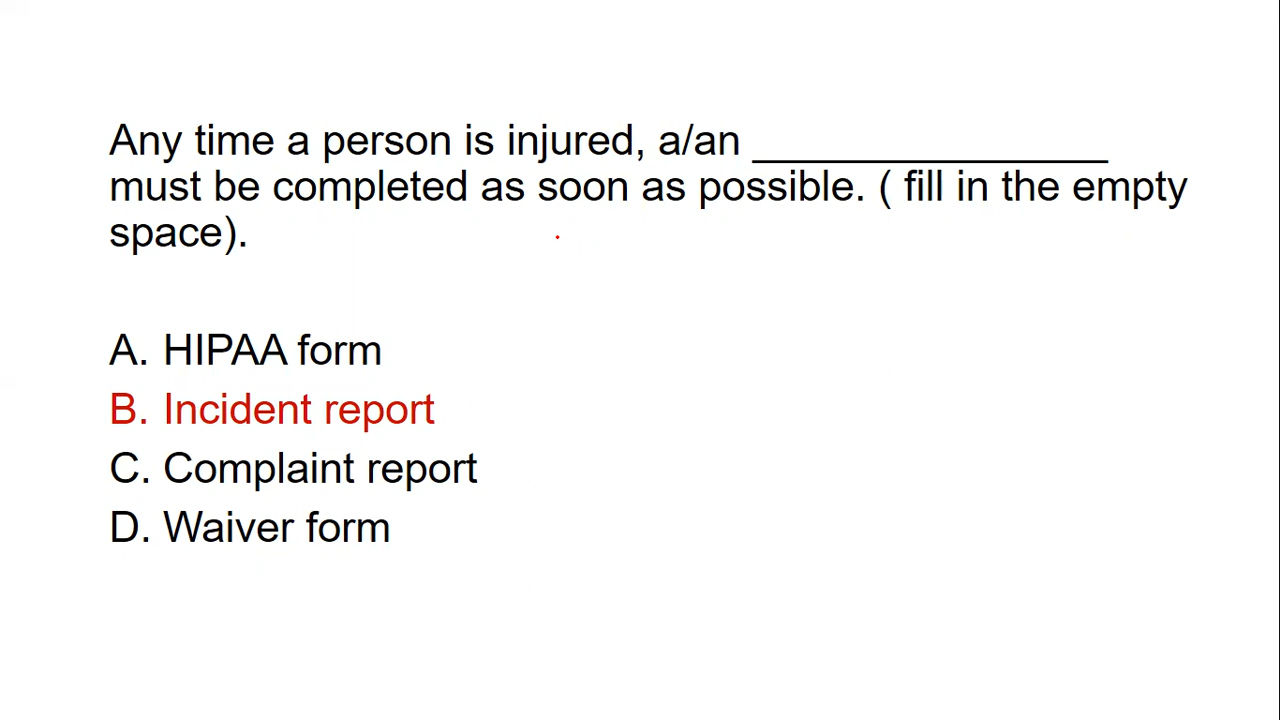 Any time a person is injured, a/an _______________
must be completed as soon as possible. ( fill in the empty
space).
A. HIPAA form
B. Incident report
C. Complaint report
D. Waiver form